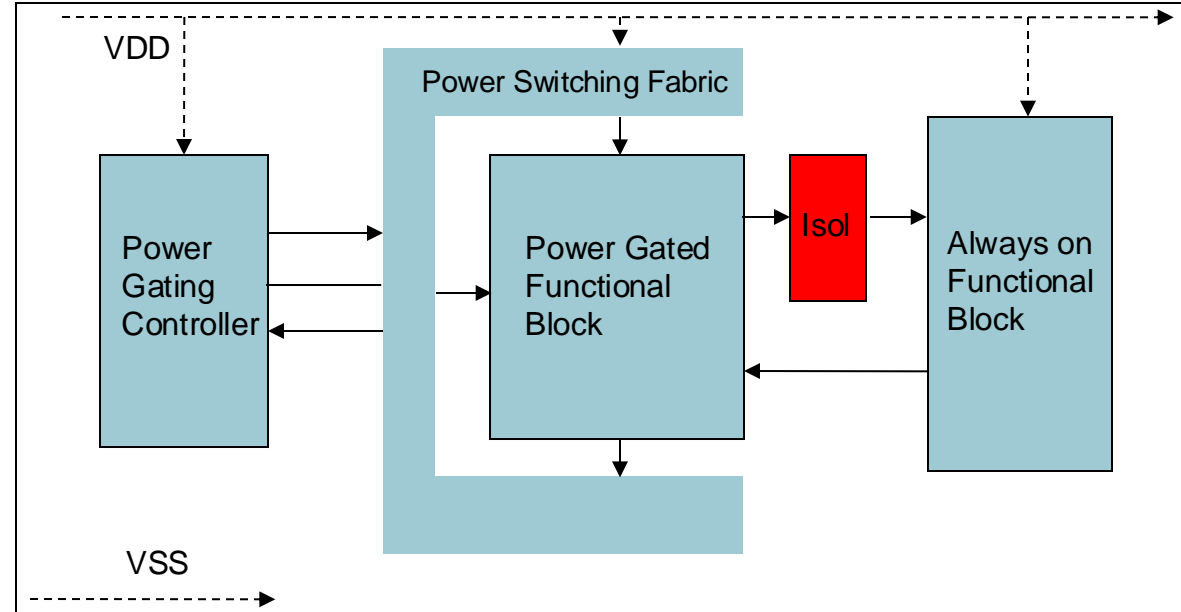 VDD
Power Switching Fabric
Power
Gating
Controller
Power Gated
Functional
Block
Isol
Always on
Functional
Block
VSS